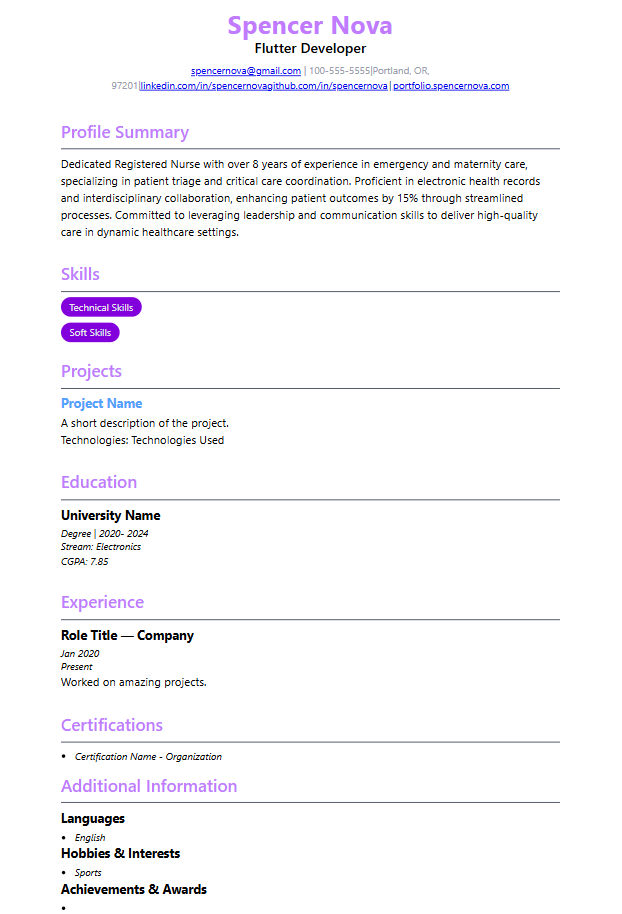 Spencer Nova
Flutter Developer
spencernova@gmail.com | 100-555-5555|Portland, OR,
97201|linkedin.com/in/spencernovagithub.com/in/spencernova|portfolio.spencernova.com
Profile Summary
Dedicated Registered Nurse with over 8 years of experience in emergency and maternity care,
specializing in patient triage and critical care coordination. Proficient in electronic health records
and interdisciplinary collaboration, enhancing patient outcomes by 15% through streamlined
processes. Committed to leveraging leadership and communication skills to deliver high-quality
care in dynamic healthcare settings.
Skills
Technical Skills
Soft Skills
Projects
Project Name
A short description of the project.
Technologies: Technologies Used
Education
University Name
Degree | 2020- 2024
Stream: Electronics
CGPA: 7.85
Experience
Role Title — Company
Jan 2020
Present
Worked on amazing projects.
Certifications
• Certification Name - Organization
Additional Information
Languages
• English
Hobbies & Interests
• Sports
Achievements & Awards
•